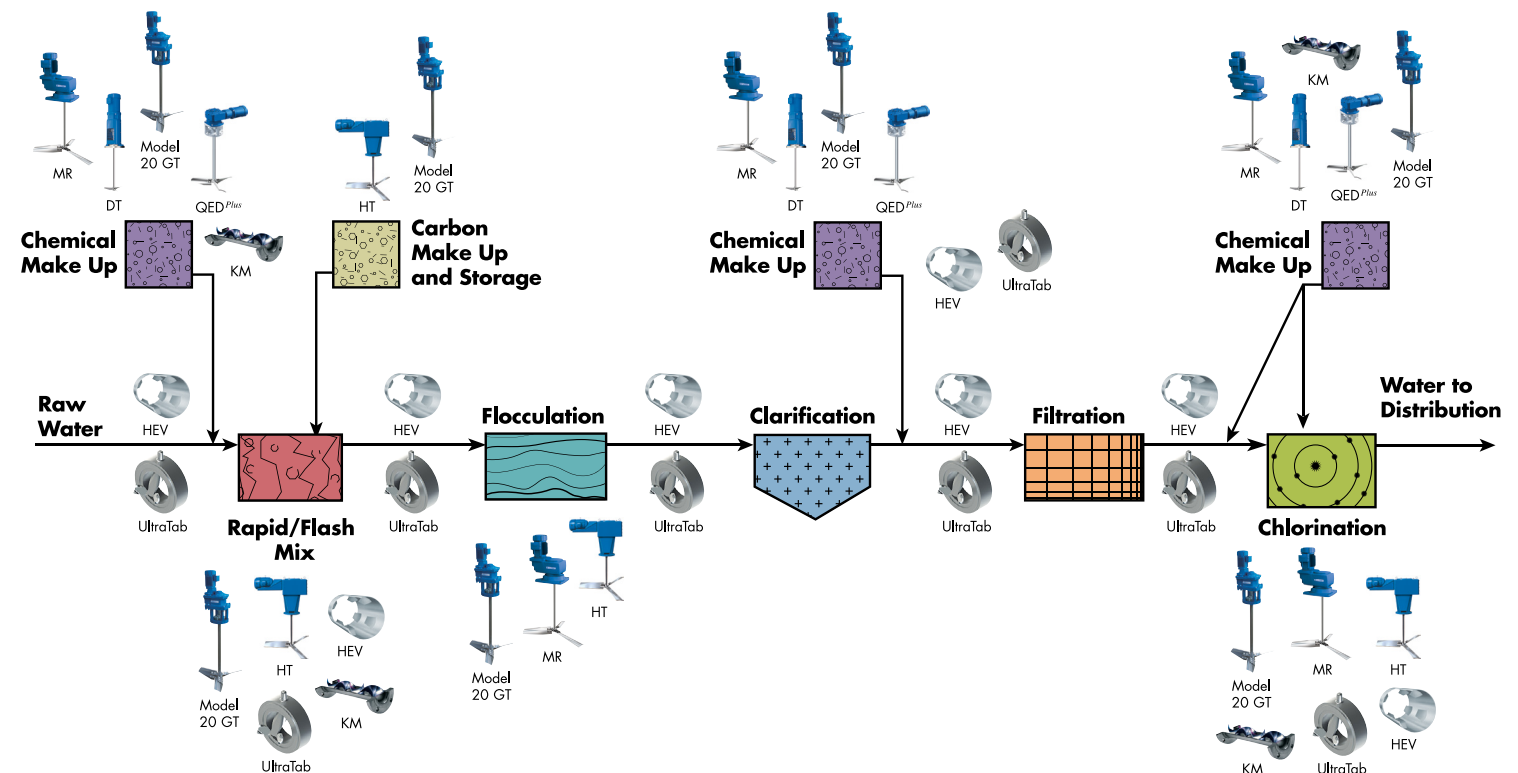 MR
DT
Model
20 GT
QED Plus
HT
Model
20 GT
MR
DT
Model
20 GT
QED Plus
KM
MR
DT
QED Plus
Model
20 GT
Chemical
Make Up
KM
Carbon
Make Up
and Storage
Chemical
Make Up
HEV
UltraTab
Chemical
Make Up
Raw
Water
HEV
UltraTab
HEV
UltraTab
Flocculation
HEV
UltraTab
Clarification
HEV
UltraTab
Filtration
HEV
UltraTab
Water to
Distribution
Rapid/Flash
Mix
Chlorination
Model
20 GT
HT
HEV
KM
UltraTab
Model
20 GT
MR
HT
Model
20 GT
MR
HT
KM
UltraTab
HEV